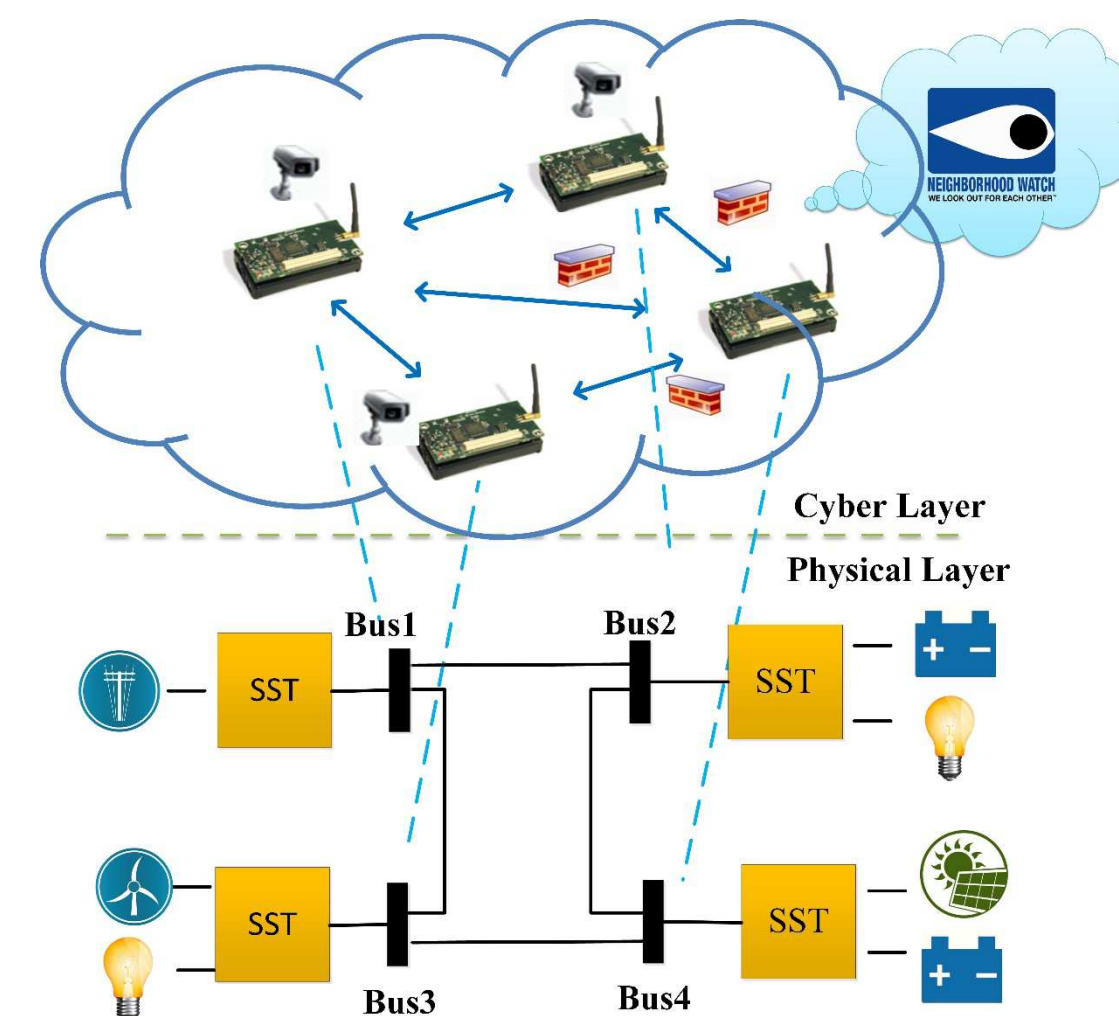 NEIGHBORHOOD WATCH
WE LOOK OUT FOR EACH OTHER™
Cyber Layer
Physical Layer
Bus1
Bus2
SST
SST
SST
SST
Bus3
Bus4